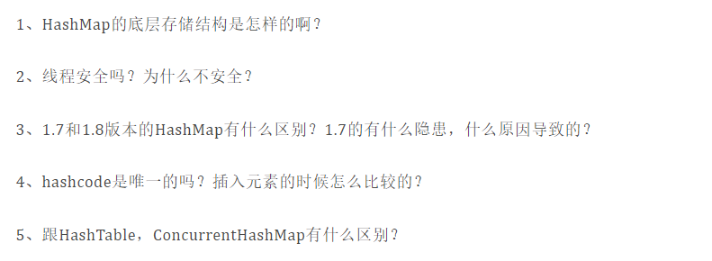 1、HashMap的底层存储结构是怎样的啊？
2、线程安全吗？为什么不安全？
3、1.7和1.8版本的HashMap有什么区别？1.7的有什么隐患，什么原因导致的？
4、hashcode是唯一的吗？插入元素的时候怎么比较的？
5、跟HashTable，ConcurrentHashMap有什么区别？